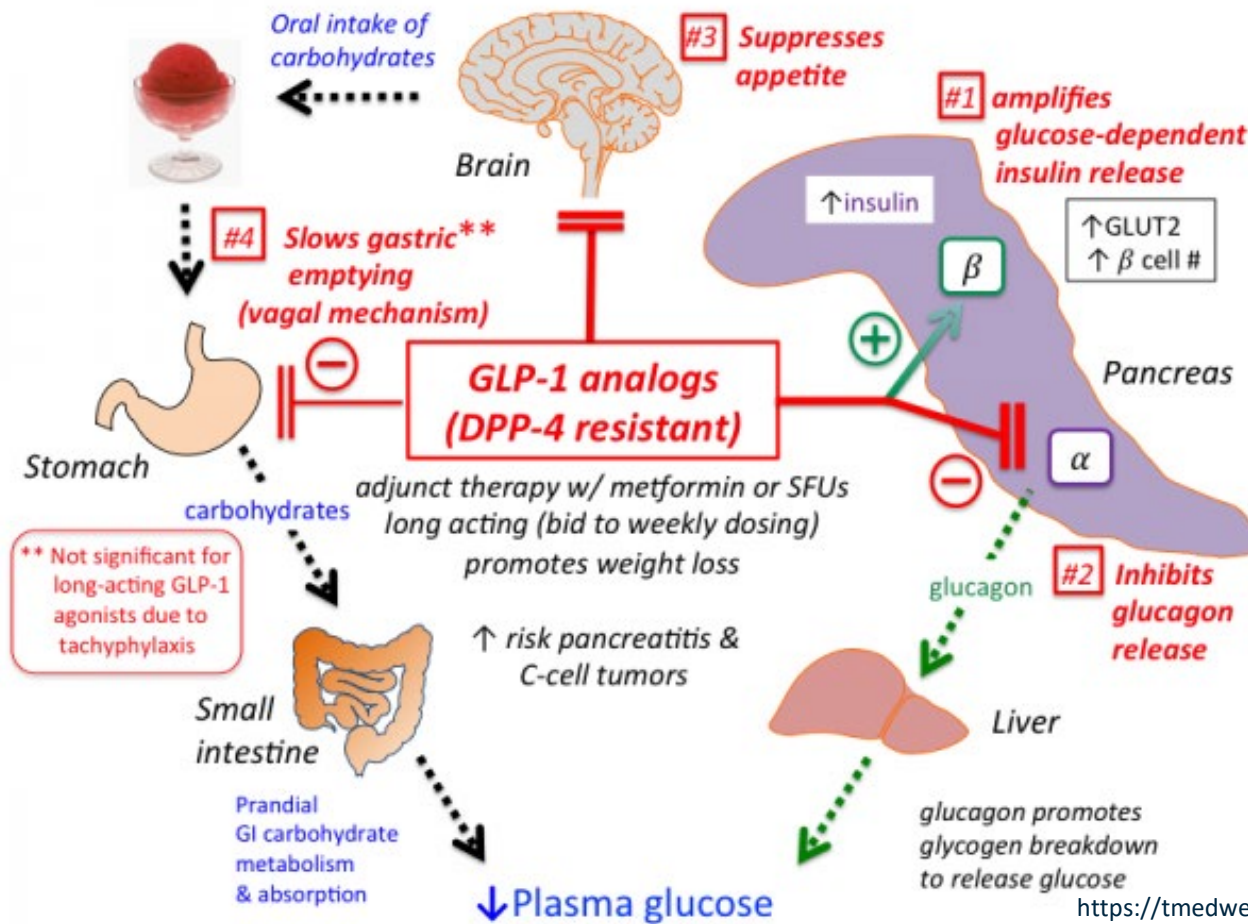 Oral intake of
carbohydrates
#3 Suppresses
appetite
#1 amplifies
glucose-dependent
insulin release
Brain
↑insulin
↑GLUT2
↑ β cell #
#4 Slows gastric**
emptying
(vagal mechanism)
β
+
Pancreas
−
GLP-1 analogs
(DPP-4 resistant)
α
−
Stomach
adjunct therapy w/ metformin or SFUs
long acting (bid to weekly dosing)
promotes weight loss
carbohydrates
** Not significant for
long-acting GLP-1
agonists due to
tachyphylaxis
glucagon
#2 Inhibits
glucagon
release
↑ risk pancreatitis &
C-cell tumors
Small
intestine
Liver
Prandial
GI carbohydrate
metabolism
& absorption
glucagon promotes
glycogen breakdown
to release glucose
↓Plasma glucose
https://tmedwe